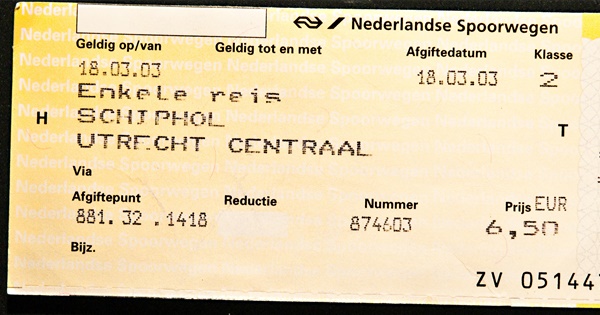 Nederlandse Spoorwegen
Geldig op/van Geldig tot en met Afgiftedatum Klasse
18.03.03 18.03.03 2
Enkele reis
H SCHIPHOL T
UTRECHT CENTRAAL
Via
Afgiftepunt Reductie Nummer Prijs EUR
881.32.1418 874603 6,50
Bijz.
ZV 05144